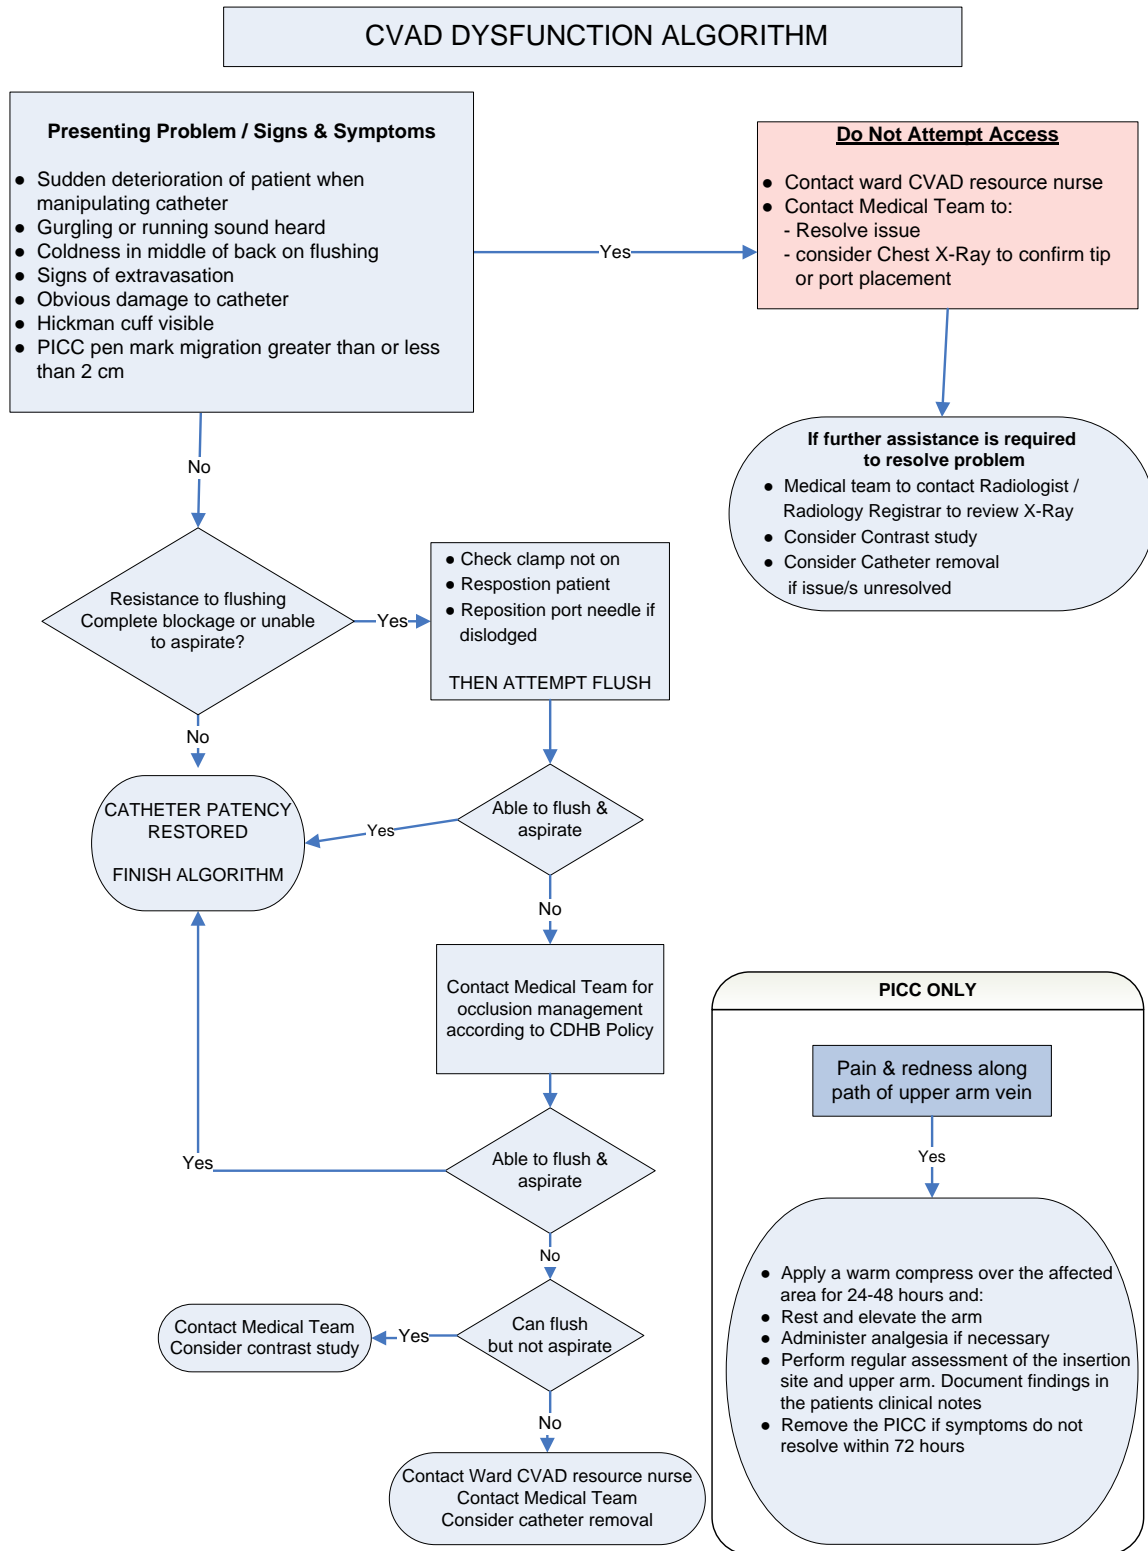 CVAD DYSFUNCTION ALGORITHM
Presenting Problem / Signs & Symptoms
● Sudden deterioration of patient when
manipulating catheter
● Gurgling or running sound heard
● Coldness in middle of back on flushing
● Signs of extravasation
● Obvious damage to catheter
● Hickman cuff visible
● PICC pen mark migration greater than or less
than 2 cm
Yes
Do Not Attempt Access
● Contact ward CVAD resource nurse
● Contact Medical Team to:
- Resolve issue
- consider Chest X-Ray to confirm tip
or port placement
If further assistance is required
to resolve problem
● Medical team to contact Radiologist /
Radiology Registrar to review X-Ray
● Consider Contrast study
● Consider Catheter removal
if issue/s unresolved
No
Resistance to flushing
Complete blockage or unable
to aspirate?
Yes
● Check clamp not on
● Respostion patient
● Reposition port needle if
dislodged
THEN ATTEMPT FLUSH
No
CATHETER PATENCY
RESTORED
FINISH ALGORITHM
Yes
Able to flush &
aspirate
No
Contact Medical Team for
occlusion management
according to CDHB Policy
Yes
Able to flush &
aspirate
No
Can flush
but not aspirate
Yes
Contact Medical Team
Consider contrast study
No
Contact Ward CVAD resource nurse
Contact Medical Team
Consider catheter removal
PICC ONLY
Pain & redness along
path of upper arm vein
Yes
● Apply a warm compress over the affected
area for 24-48 hours and:
● Rest and elevate the arm
● Administer analgesia if necessary
● Perform regular assessment of the insertion
site and upper arm. Document findings in
the patients clinical notes
● Remove the PICC if symptoms do not
resolve within 72 hours